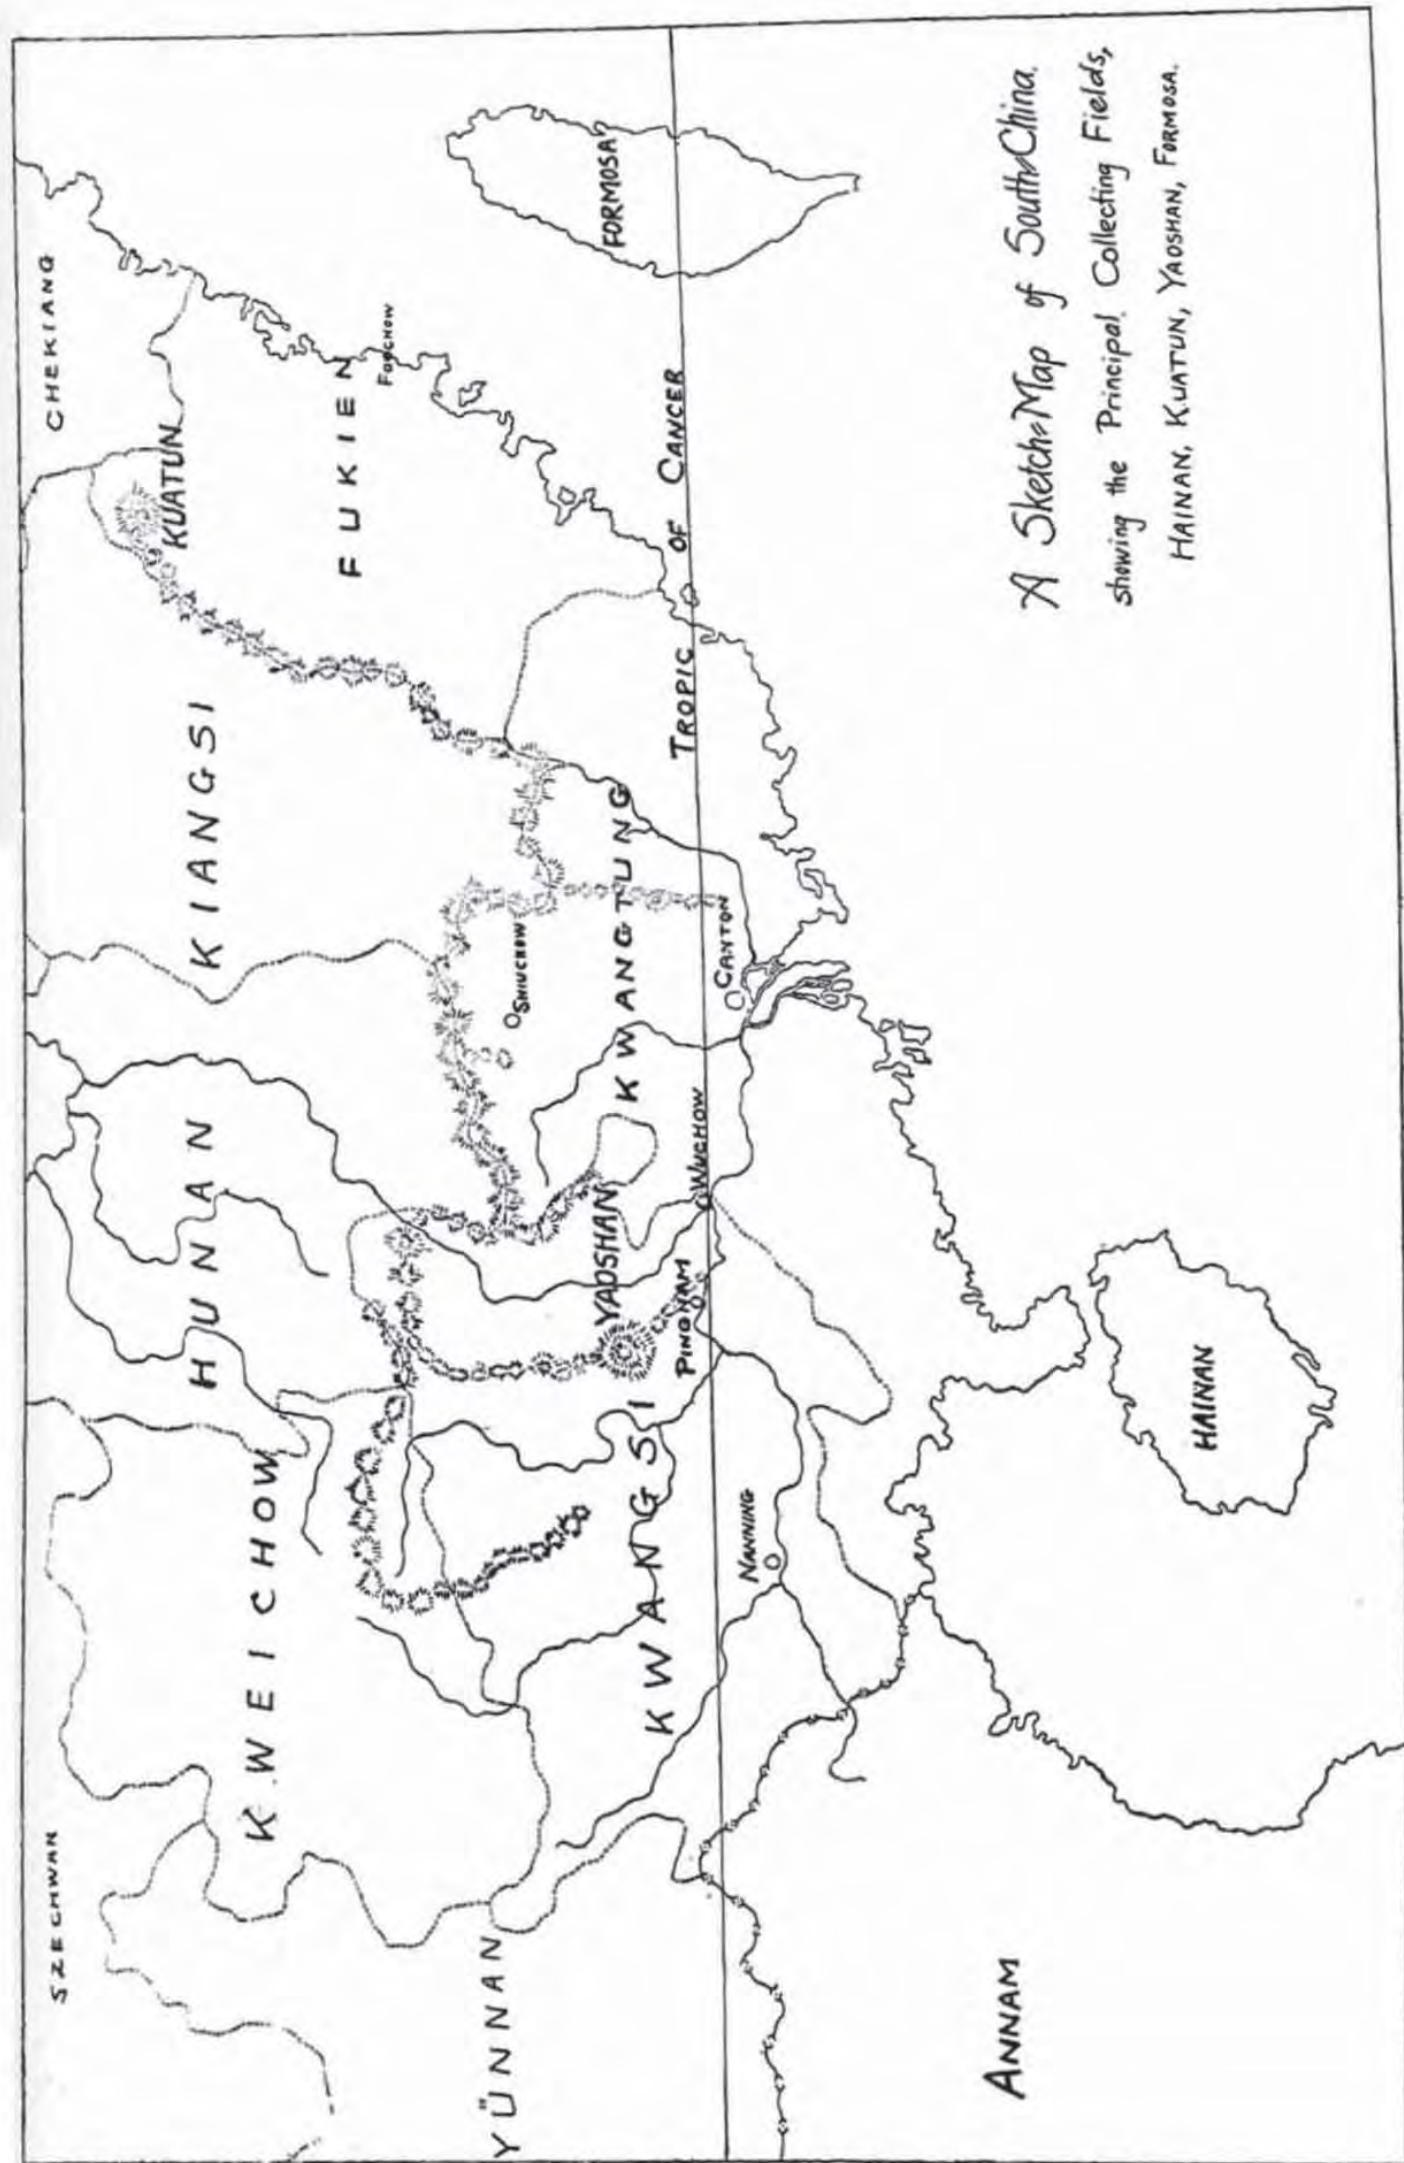 A Sketch-Map of South China.
showing the Principal Collecting Fields,
HAINAN, KUATUN, YAOSHAN, FORMOSA.
SZECHWAN
CHEKIANG
KWEICHOW
HUNAN
KIANGSI
KUATUN
FUKIEN
FOOCHOW
YÜNNAN
SHIUCHOW
YAOSHAN
KWANGTUNG
FORMOSA
KWANGSI
PINGNAM
WUCHOW
TROPIC OF CANCER
CANTON
NANNING
ANNAM
HAINAN